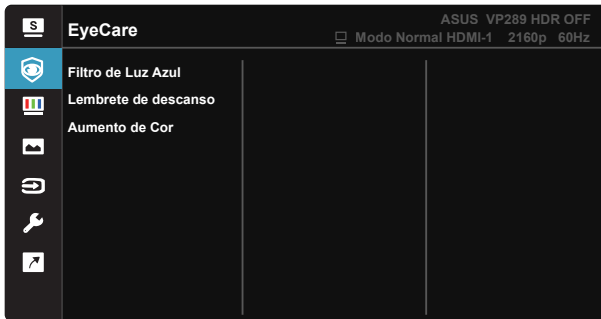 S
EyeCare
ASUS VP289 HDR OFF
Modo Normal HDMI-1 2160p 60Hz
Filtro de Luz Azul
Lembrete de descanso
Aumento de Cor